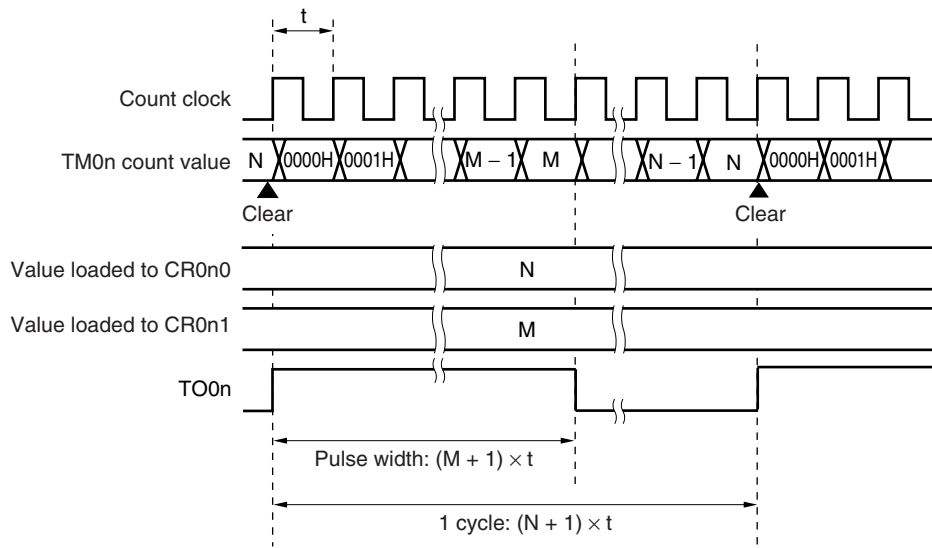 t
Count clock
TM0n count value
N 0000H 0001H M – 1 M N – 1 N 0000H 0001H
Clear Clear
Value loaded to CR0n0 N
Value loaded to CR0n1 M
TO0n
Pulse width: (M + 1) × t
1 cycle: (N + 1) × t